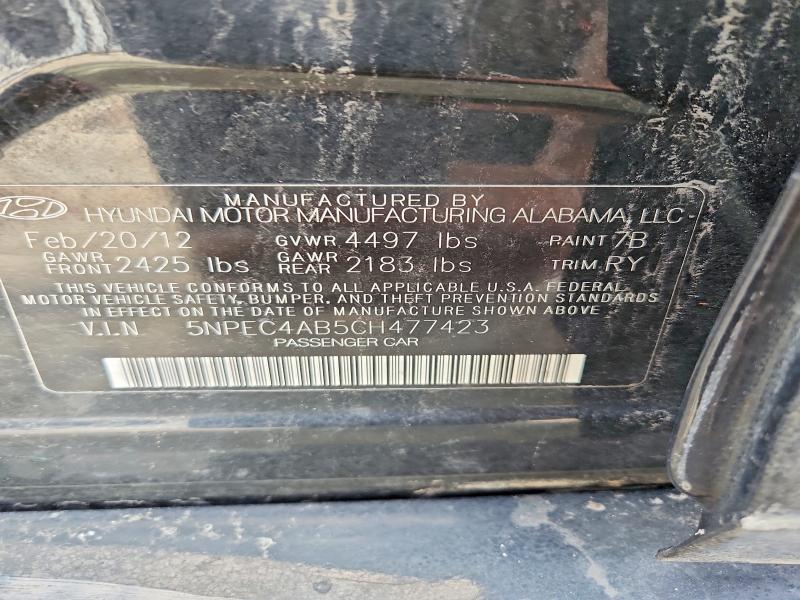 MANUFACTURED BY
HYUNDAI MOTOR MANUFACTURING ALABAMA, LLC
Feb/20/12 GVWR 4497 lbs PAINT 7B
GAWR FRONT 2425 lbs GAWR REAR 2183 lbs TRIM RY
THIS VEHICLE CONFORMS TO ALL APPLICABLE U.S.A. FEDERAL
MOTOR VEHICLE SAFETY, BUMPER, AND THEFT PREVENTION STANDARDS
IN EFFECT ON THE DATE OF MANUFACTURE SHOWN ABOVE
V.I.N 5NPEC4AB5CH477423
PASSENGER CAR